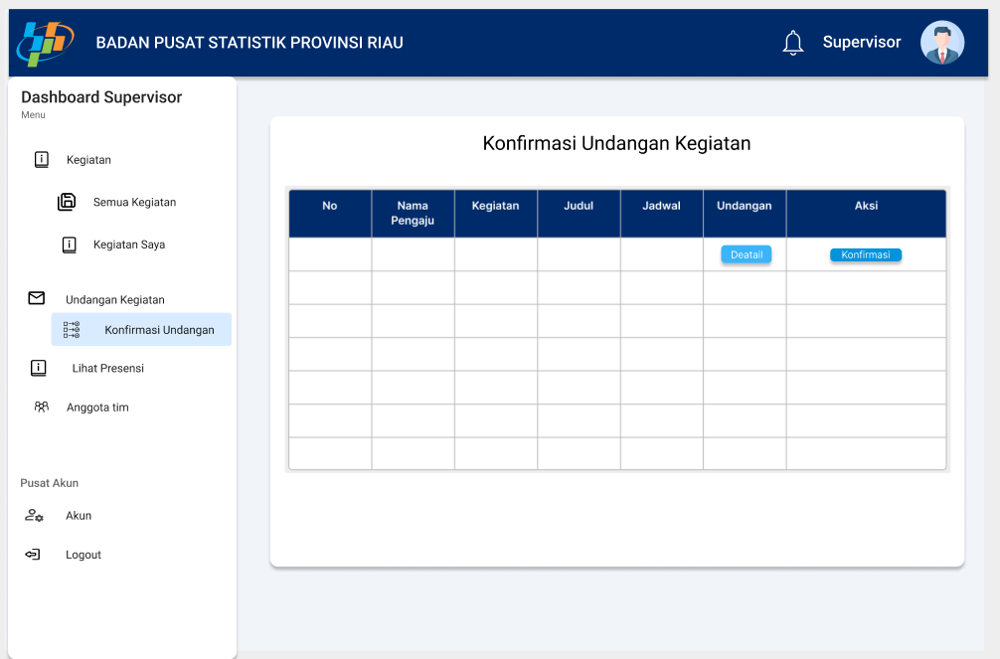 BADAN PUSAT STATISTIK PROVINSI RIAU
Supervisor
Dashboard Supervisor
Menu
Kegiatan
Semua Kegiatan
Kegiatan Saya
Undangan Kegiatan
Konfirmasi Undangan
Lihat Presensi
Anggota tim
Pusat Akun
Akun
Logout
Konfirmasi Undangan Kegiatan
No
Nama
Pengaju
Kegiatan
Judul
Jadwal
Undangan
Aksi
Deatail
Konfirmasi